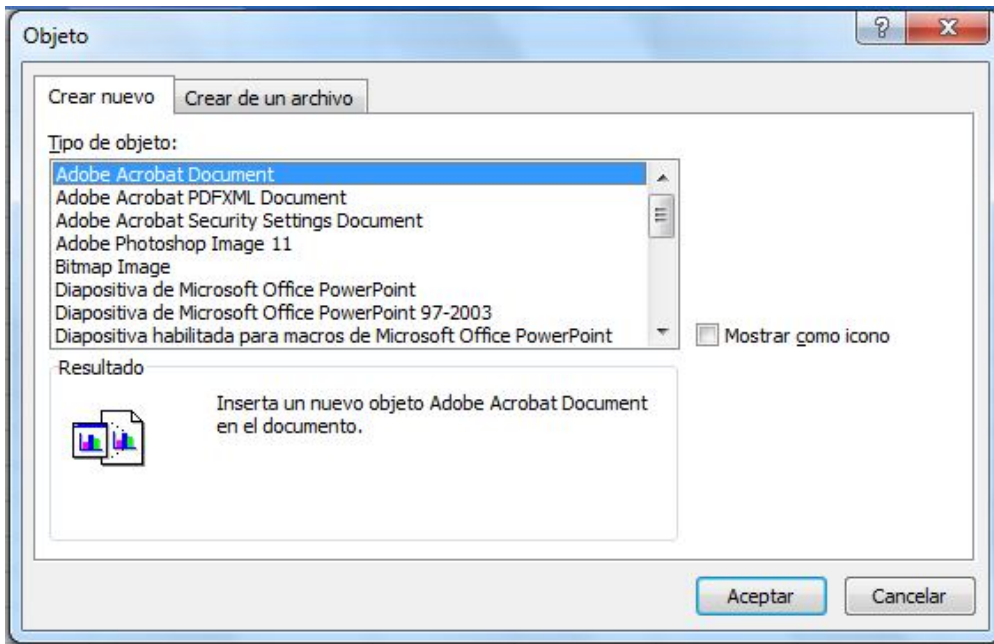 Objeto
Crear nuevo
Crear de un archivo
Tipo de objeto:
Adobe Acrobat Document
Adobe Acrobat PDFXML Document
Adobe Acrobat Security Settings Document
Adobe Photoshop Image 11
Bitmap Image
Diapositiva de Microsoft Office PowerPoint
Diapositiva de Microsoft Office PowerPoint 97-2003
Diapositiva habilitada para macros de Microsoft Office PowerPoint
Mostrar como icono
Resultado
Inserta un nuevo objeto Adobe Acrobat Document
en el documento.
Aceptar
Cancelar